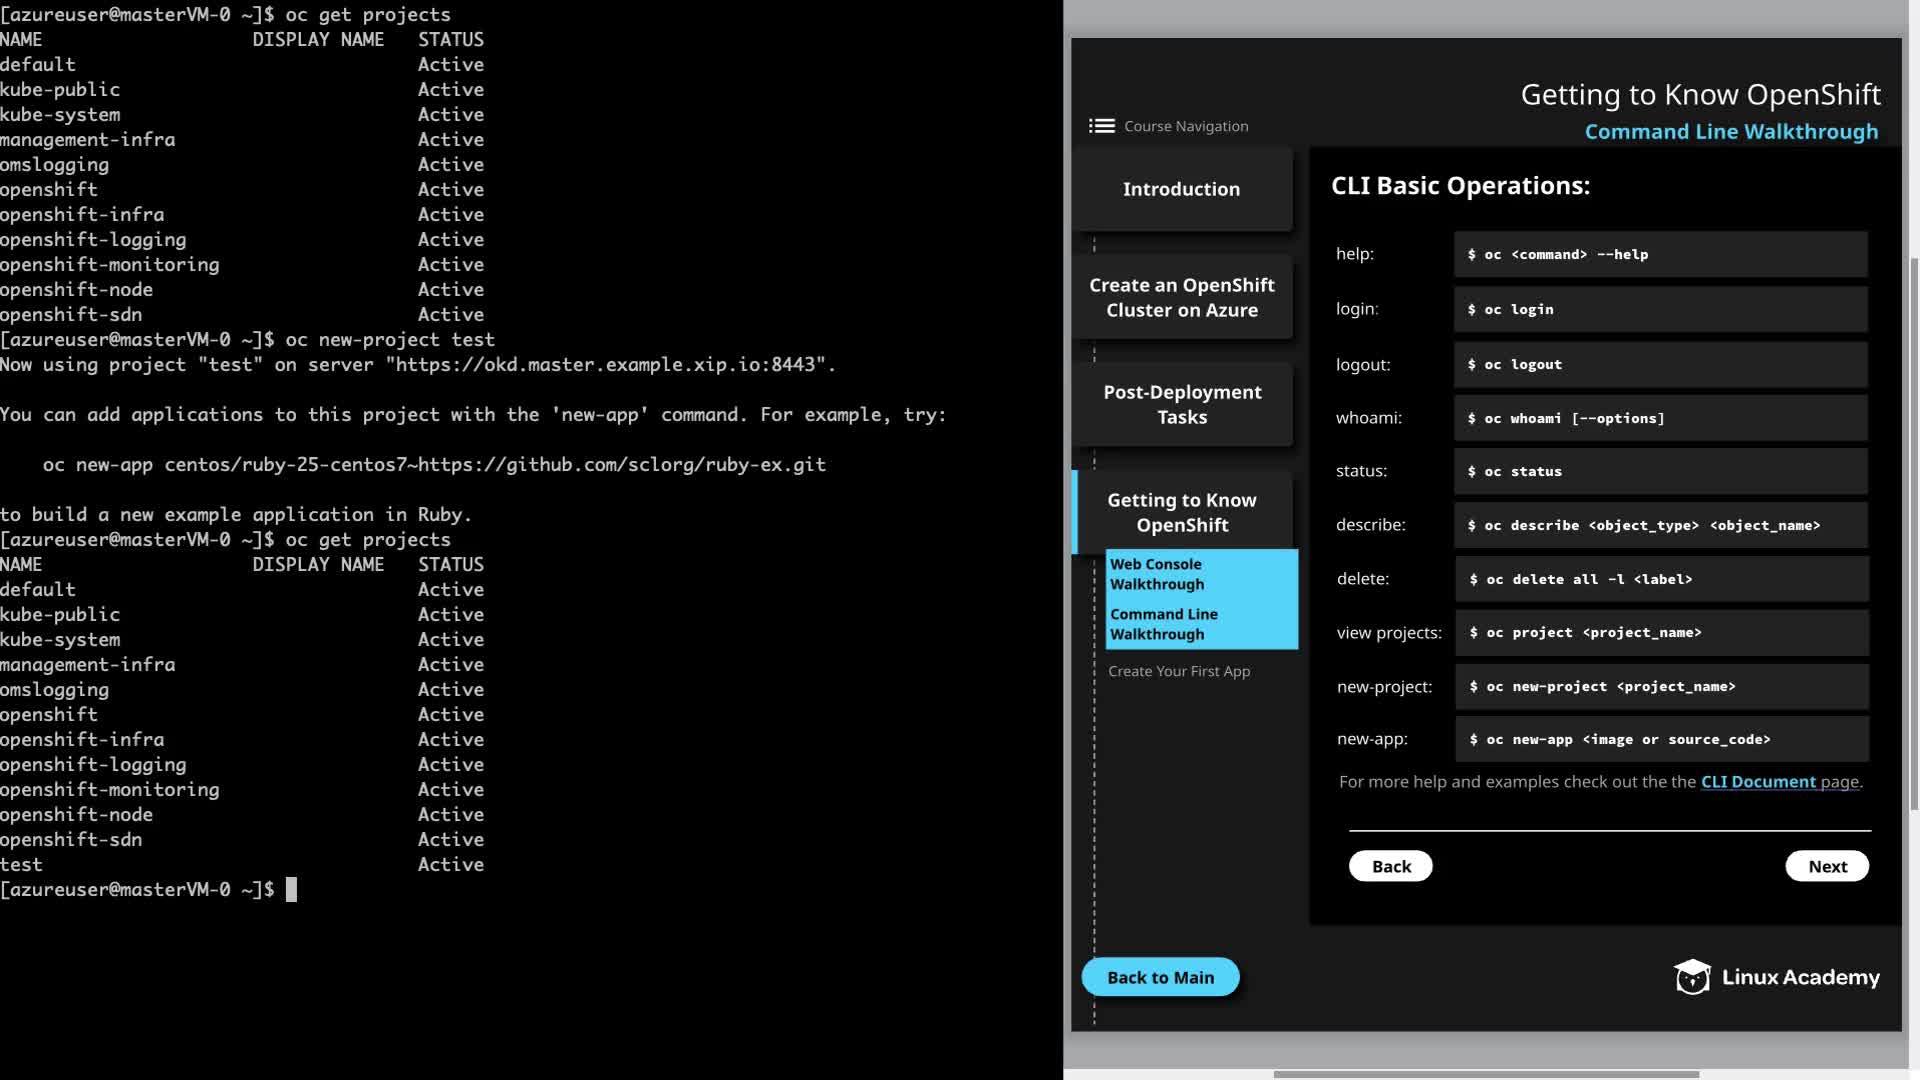 [azureuser@masterVM-0 ~]$ oc get projects
NAME DISPLAY NAME STATUS
default Active
kube-public Active
kube-system Active
management-infra Active
omslogging Active
openshift Active
openshift-infra Active
openshift-logging Active
openshift-monitoring Active
openshift-node Active
openshift-sdn Active
[azureuser@masterVM-0 ~]$ oc new-project test
Now using project "test" on server "https://okd.master.example.xip.io:8443".
You can add applications to this project with the 'new-app' command. For example, try:
oc new-app centos/ruby-25-centos7~https://github.com/sclorg/ruby-ex.git
to build a new example application in Ruby.
[azureuser@masterVM-0 ~]$ oc get projects
NAME DISPLAY NAME STATUS
default Active
kube-public Active
kube-system Active
management-infra Active
omslogging Active
openshift Active
openshift-infra Active
openshift-logging Active
openshift-monitoring Active
openshift-node Active
openshift-sdn Active
test Active
[azureuser@masterVM-0 ~]$
Getting to Know OpenShift
Command Line Walkthrough
Course Navigation
Introduction
Create an OpenShift
Cluster on Azure
Post-Deployment
Tasks
Getting to Know
OpenShift
Web Console
Walkthrough
Command Line
Walkthrough
Create Your First App
CLI Basic Operations:
help: $ oc <command> --help
login: $ oc login
logout: $ oc logout
whoami: $ oc whoami [--options]
status: $ oc status
describe: $ oc describe <object_type> <object_name>
delete: $ oc delete all -l <label>
view projects: $ oc project <project_name>
new-project: $ oc new-project <project_name>
new-app: $ oc new-app <image or source_code>
For more help and examples check out the the CLI Document page.
Back
Next
Back to Main
Linux Academy